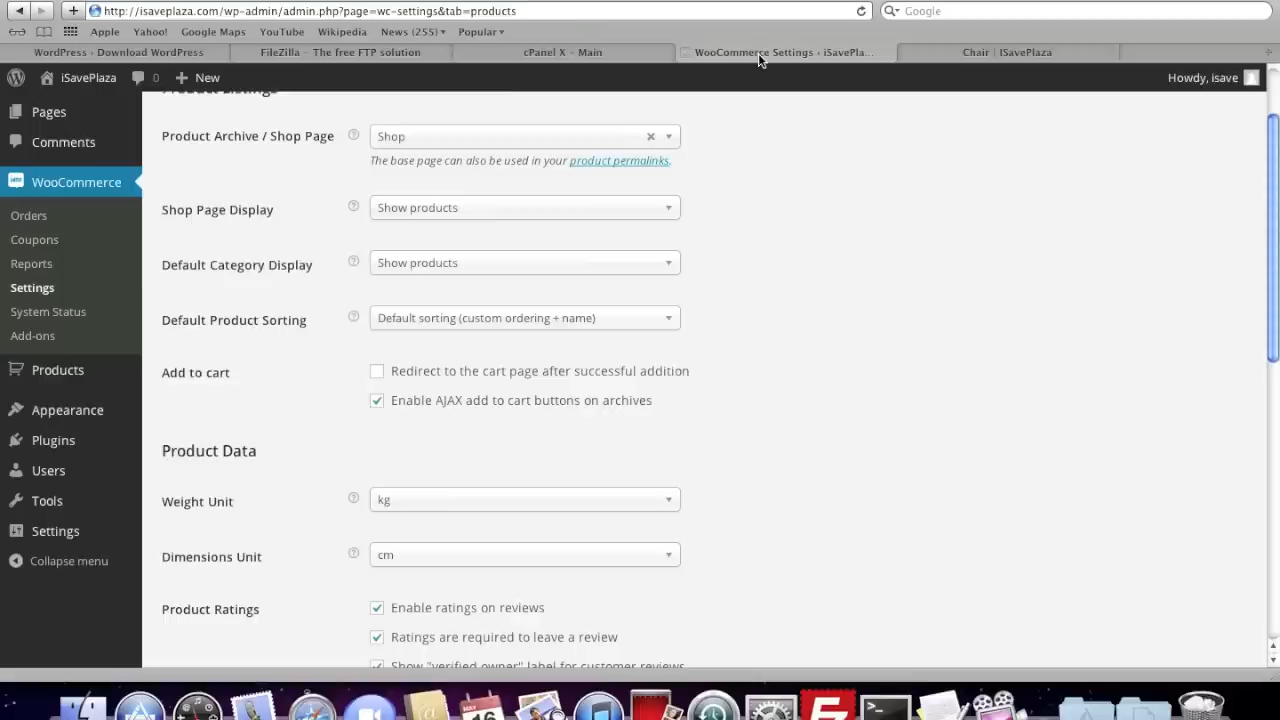 http://isaveplaza.com/wp-admin/admin.php?page=wc-settings&tab=products
Google
Apple Yahoo! Google Maps YouTube Wikipedia News (255) Popular
WordPress › Download WordPress
FileZilla – The free FTP solution
cPanel X – Main
WooCommerce Settings ‹ iSavePla...
Chair | ISavePlaza
iSavePlaza 0 New
Howdy, isave
Pages
Comments
WooCommerce
Orders
Coupons
Reports
Settings
System Status
Add-ons
Products
Appearance
Plugins
Users
Tools
Settings
Collapse menu
Product Listings
Product Archive / Shop Page
Shop
The base page can also be used in your product permalinks.
Shop Page Display
Show products
Default Category Display
Show products
Default Product Sorting
Default sorting (custom ordering + name)
Add to cart
Redirect to the cart page after successful addition
Enable AJAX add to cart buttons on archives
Product Data
Weight Unit
kg
Dimensions Unit
cm
Product Ratings
Enable ratings on reviews
Ratings are required to leave a review
Show "verified owner" label for customer reviews